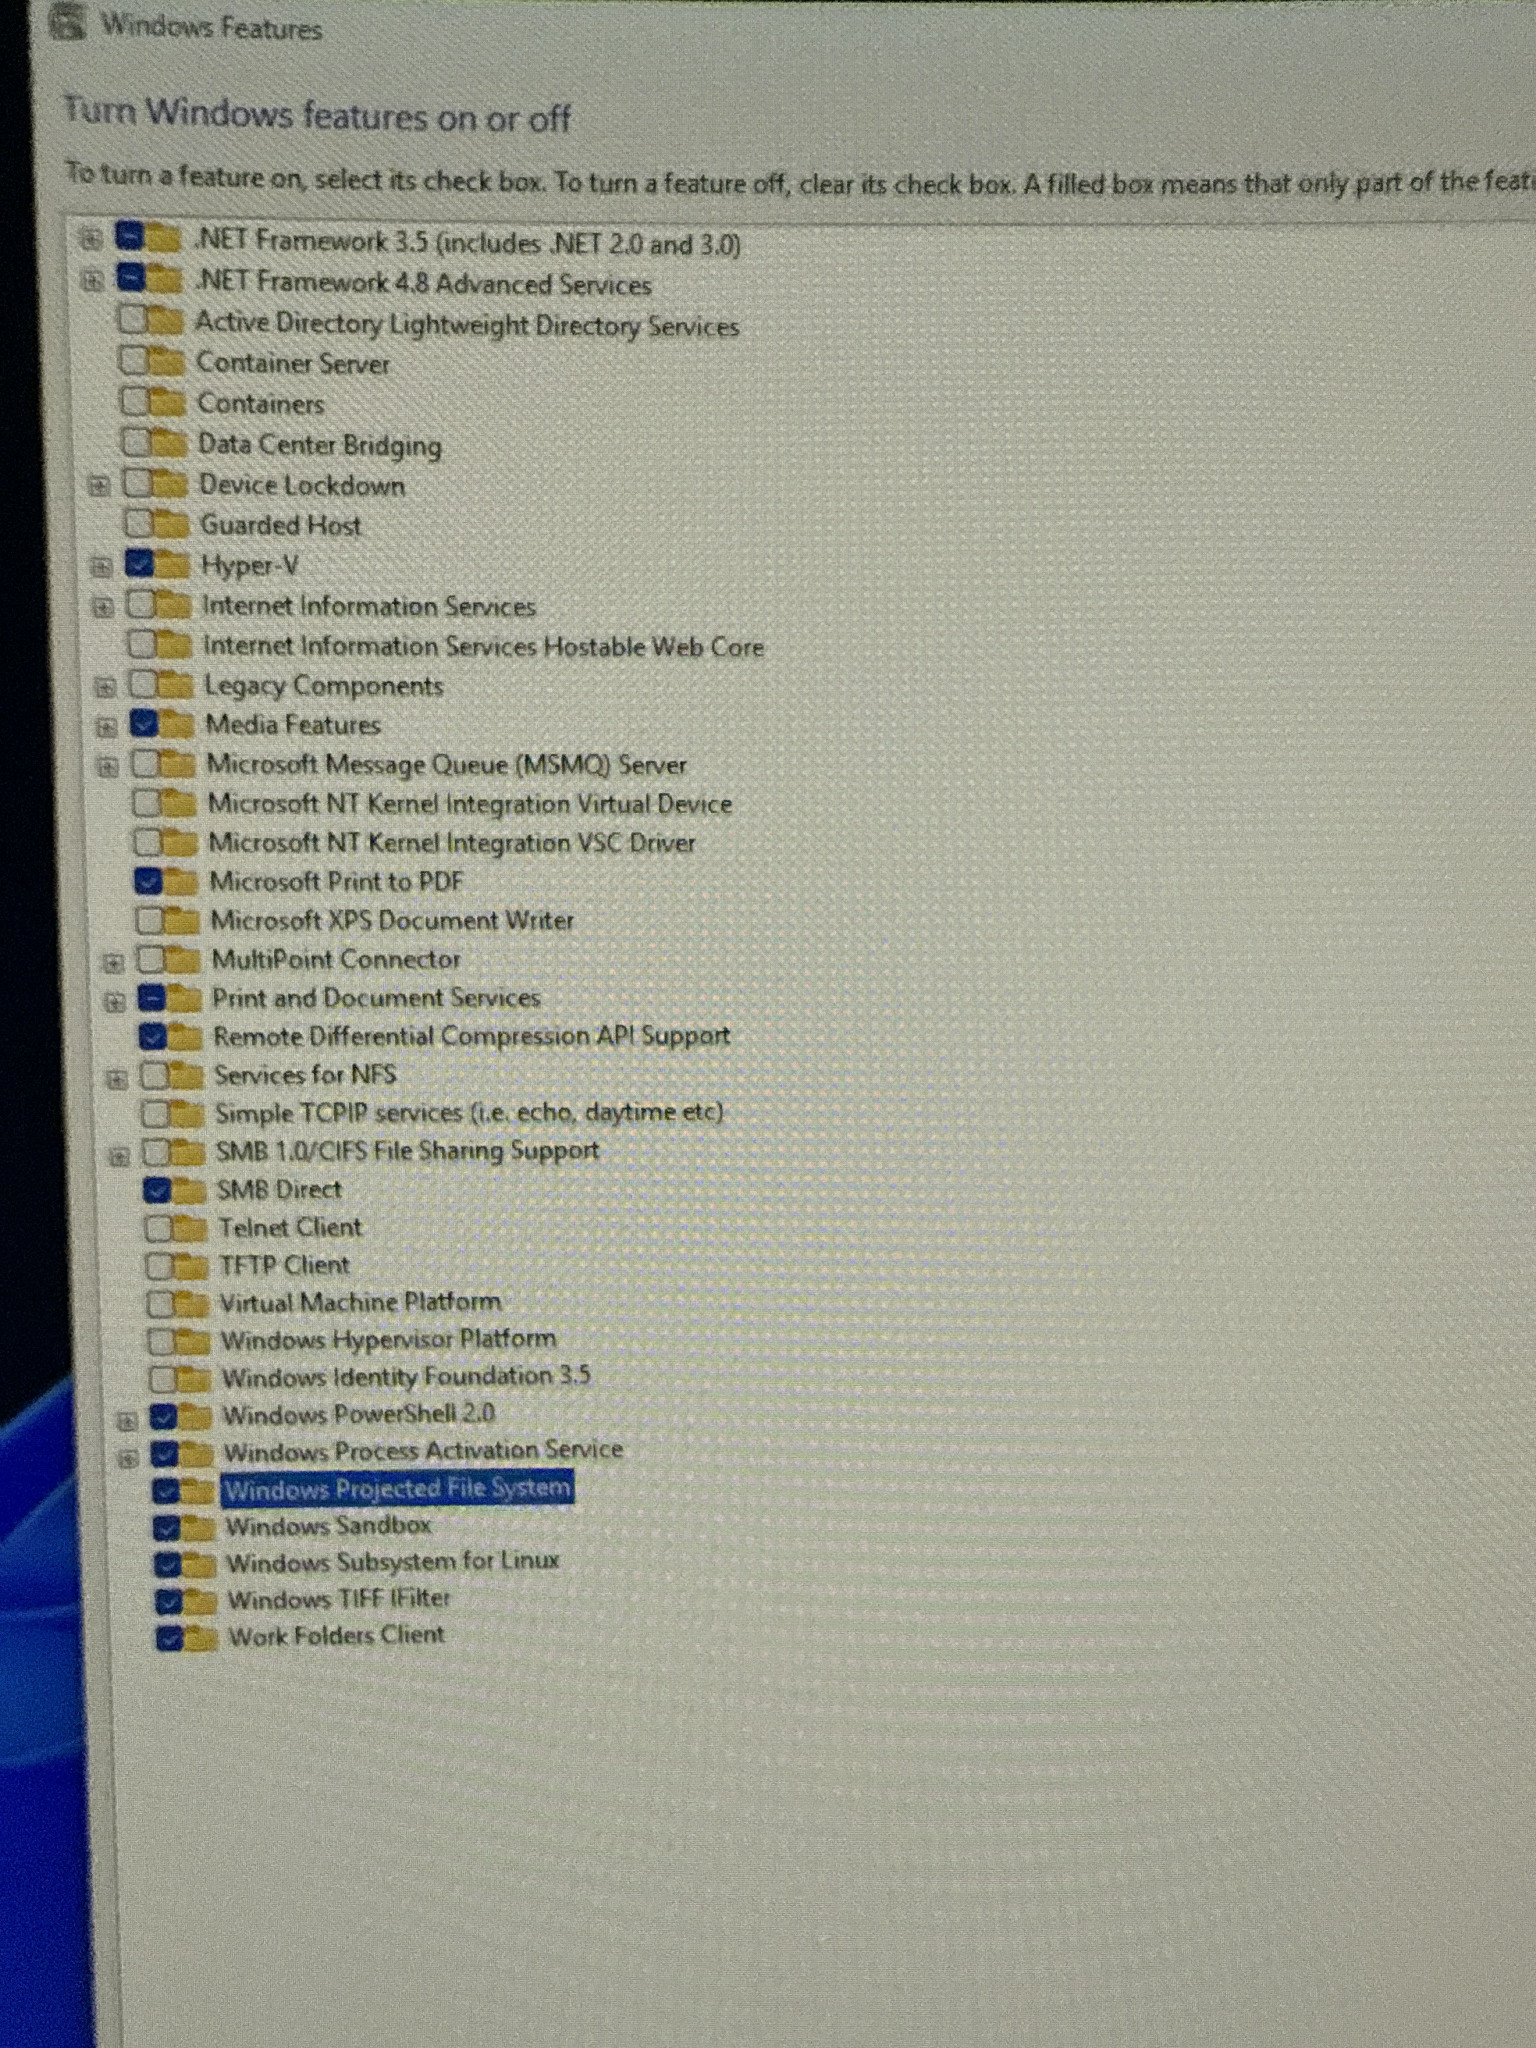 Windows Features
Turn Windows features on or off
To turn a feature on, select its check box. To turn a feature off, clear its check box. A filled box means that only part of the feat
.NET Framework 3.5 (includes .NET 2.0 and 3.0)
.NET Framework 4.8 Advanced Services
Active Directory Lightweight Directory Services
Container Server
Containers
Data Center Bridging
Device Lockdown
Guarded Host
Hyper-V
Internet Information Services
Internet Information Services Hostable Web Core
Legacy Components
Media Features
Microsoft Message Queue (MSMQ) Server
Microsoft NT Kernel Integration Virtual Device
Microsoft NT Kernel Integration VSC Driver
Microsoft Print to PDF
Microsoft XPS Document Writer
MultiPoint Connector
Print and Document Services
Remote Differential Compression API Support
Services for NFS
Simple TCPIP services (i.e. echo, daytime etc)
SMB 1.0/CIFS File Sharing Support
SMB Direct
Telnet Client
TFTP Client
Virtual Machine Platform
Windows Hypervisor Platform
Windows Identity Foundation 3.5
Windows PowerShell 2.0
Windows Process Activation Service
Windows Projected File System
Windows Sandbox
Windows Subsystem for Linux
Windows TIFF IFilter
Work Folders Client